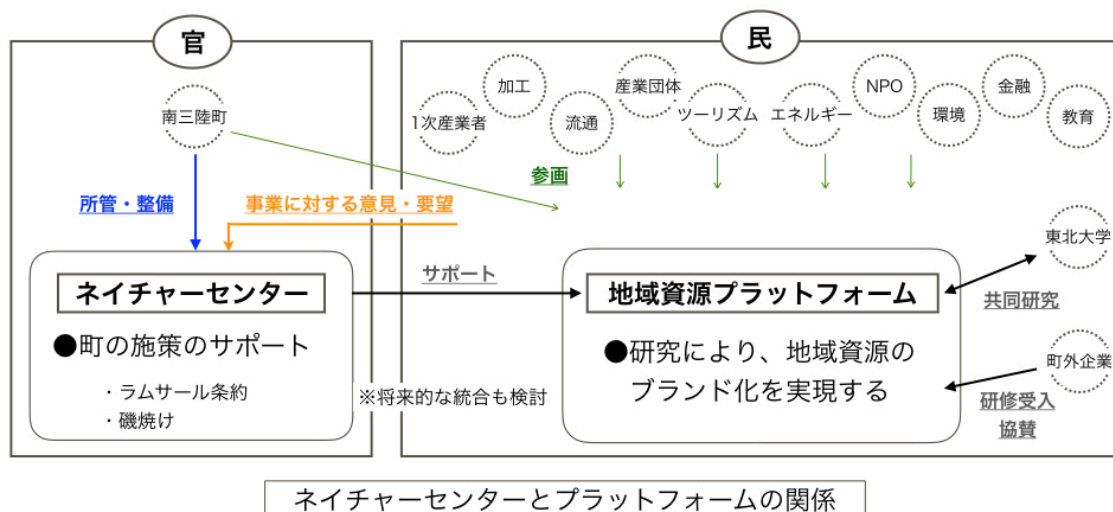 官
南三陸町
所管・整備
事業に対する意見・要望
ネイチャーセンター
●町の施策のサポート
・ラムサール条約
・磯焼け
民
1次産業者
加工
流通
産業団体
ツーリズム
エネルギー
NPO
環境
金融
教育
参画
サポート
※将来的な統合も検討
地域資源プラットフォーム
●研究により、地域資源の
ブランド化を実現する
東北大学
共同研究
町外企業
研修受入
協賛
ネイチャーセンターとプラットフォームの関係